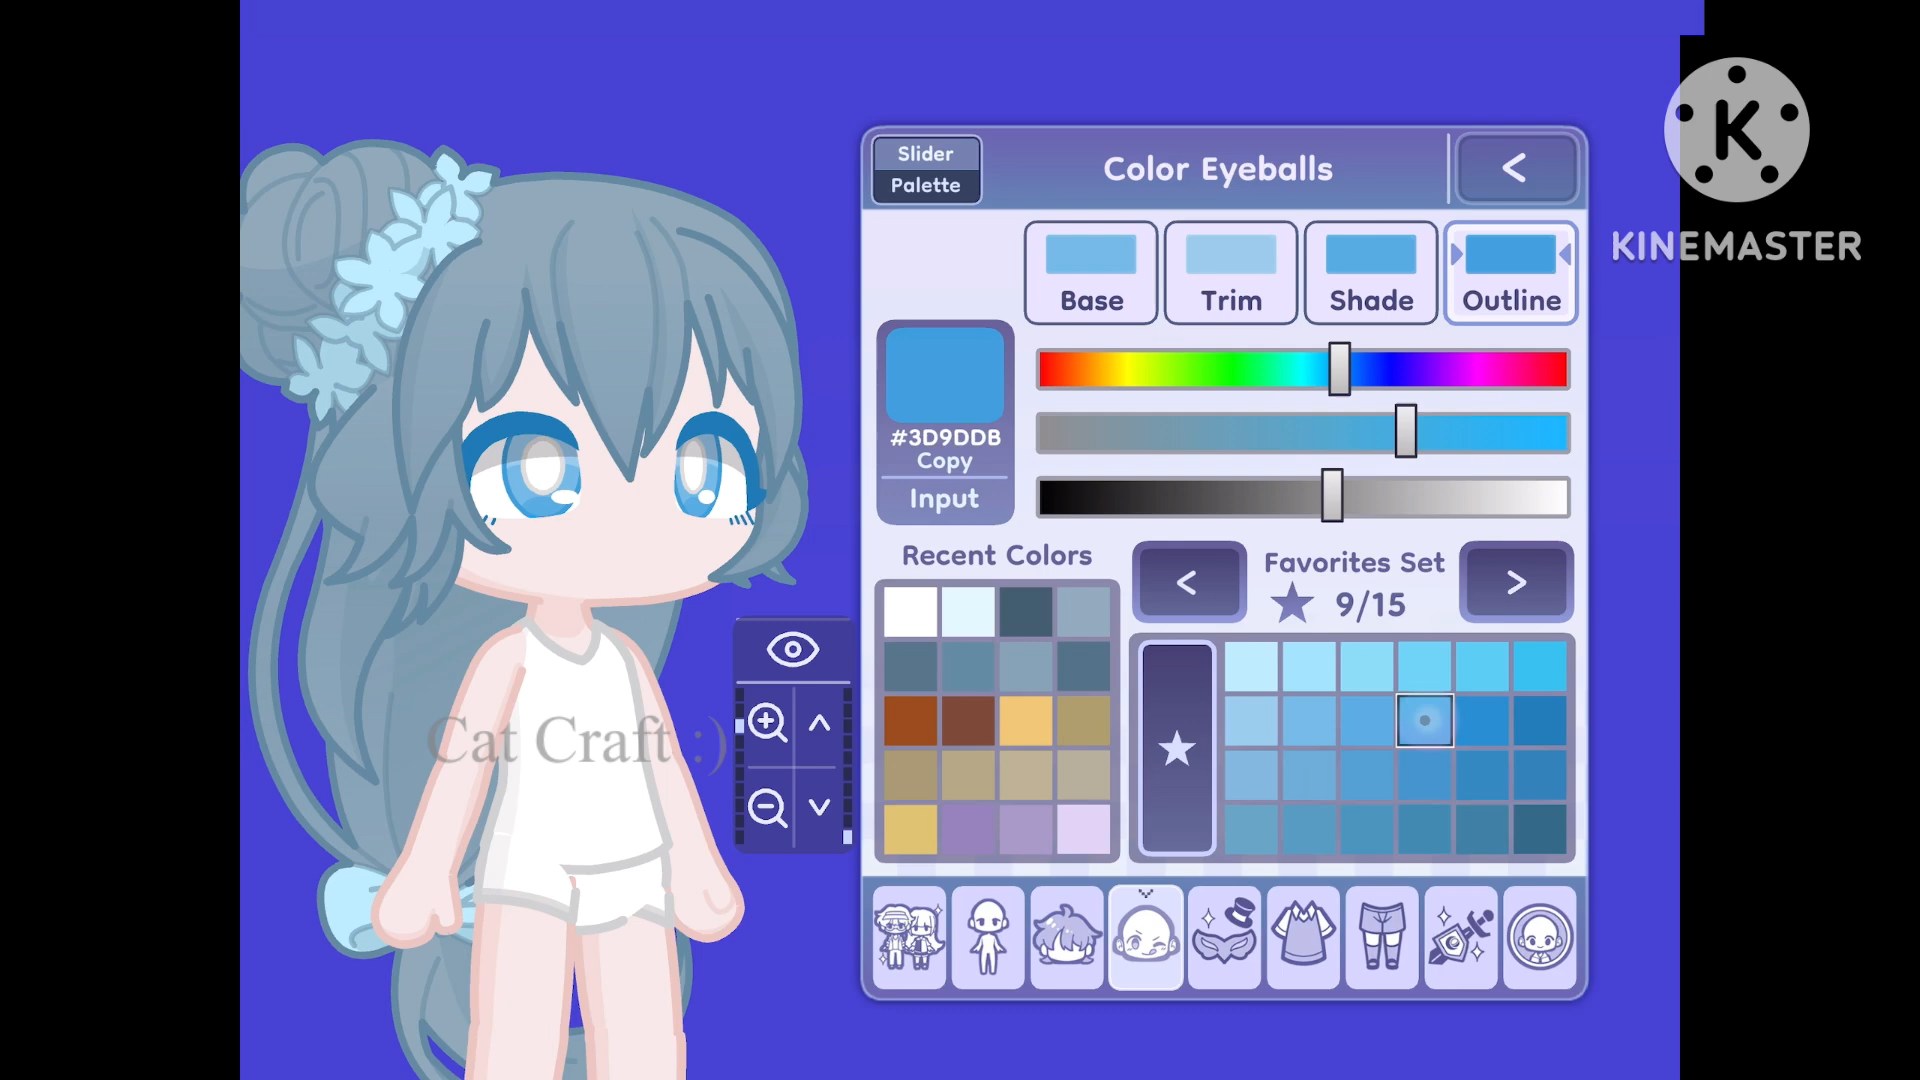 Slider
Palette
Color Eyeballs
<
K
KINEMASTER
Base
Trim
Shade
Outline
#3D9DDB
Copy
Input
Recent Colors
<
Favorites Set
9/15
>
Cat Craft :)